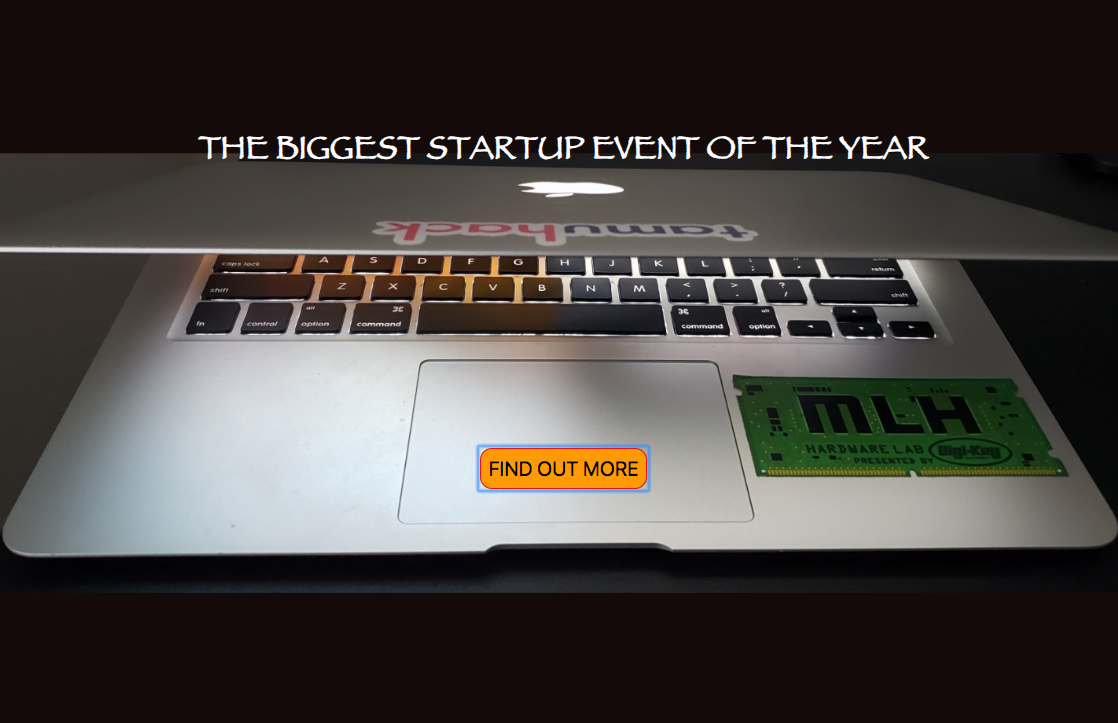 THE BIGGEST STARTUP EVENT OF THE YEAR
tamuhack
caps lock A S D F G H J K L : ; " ' return
shift Z X C V B N M < , > . ? / shift
fn control alt option ⌘ command ⌘ command alt option
MLH
HARDWARE LAB
PRESENTED BY
Digi-Key
FIND OUT MORE